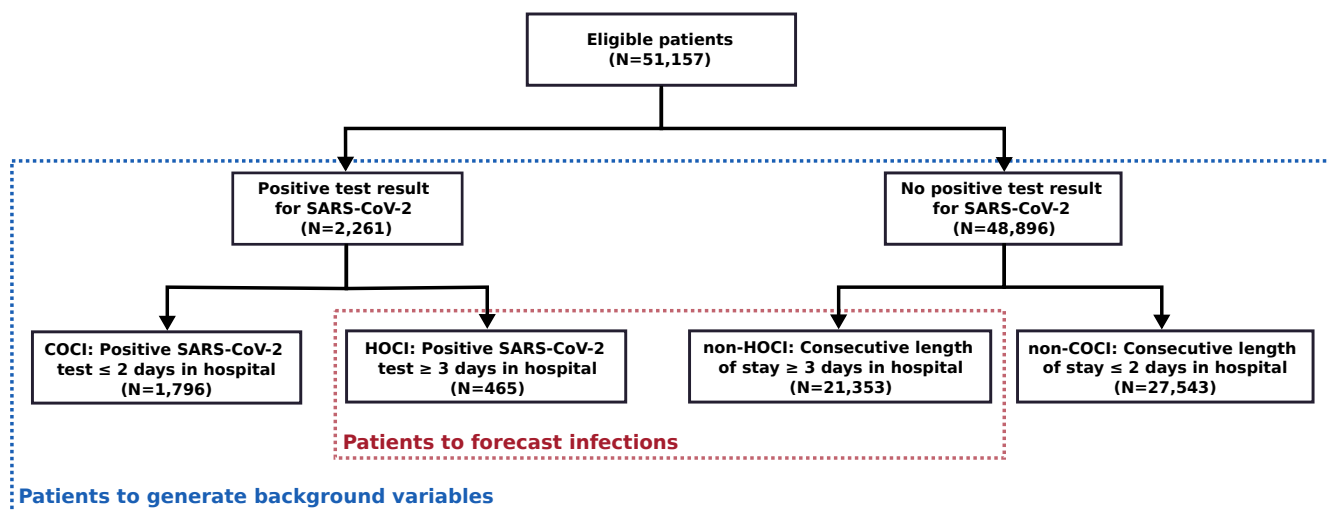 Eligible patients
(N=51,157)
Positive test result
for SARS-CoV-2
(N=2,261)
No positive test result
for SARS-CoV-2
(N=48,896)
COCI: Positive SARS-CoV-2
test ≤ 2 days in hospital
(N=1,796)
HOCI: Positive SARS-CoV-2
test ≥ 3 days in hospital
(N=465)
non-HOCI: Consecutive length
of stay ≥ 3 days in hospital
(N=21,353)
non-COCI: Consecutive length
of stay ≤ 2 days in hospital
(N=27,543)
Patients to forecast infections
Patients to generate background variables